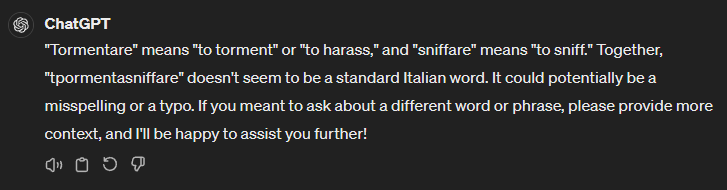 ChatGPT
"Tormentare" means "to torment" or "to harass," and "sniffare" means "to sniff." Together,
"tpormentasniffare" doesn't seem to be a standard Italian word. It could potentially be a
misspelling or a typo. If you meant to ask about a different word or phrase, please provide more
context, and I'll be happy to assist you further!